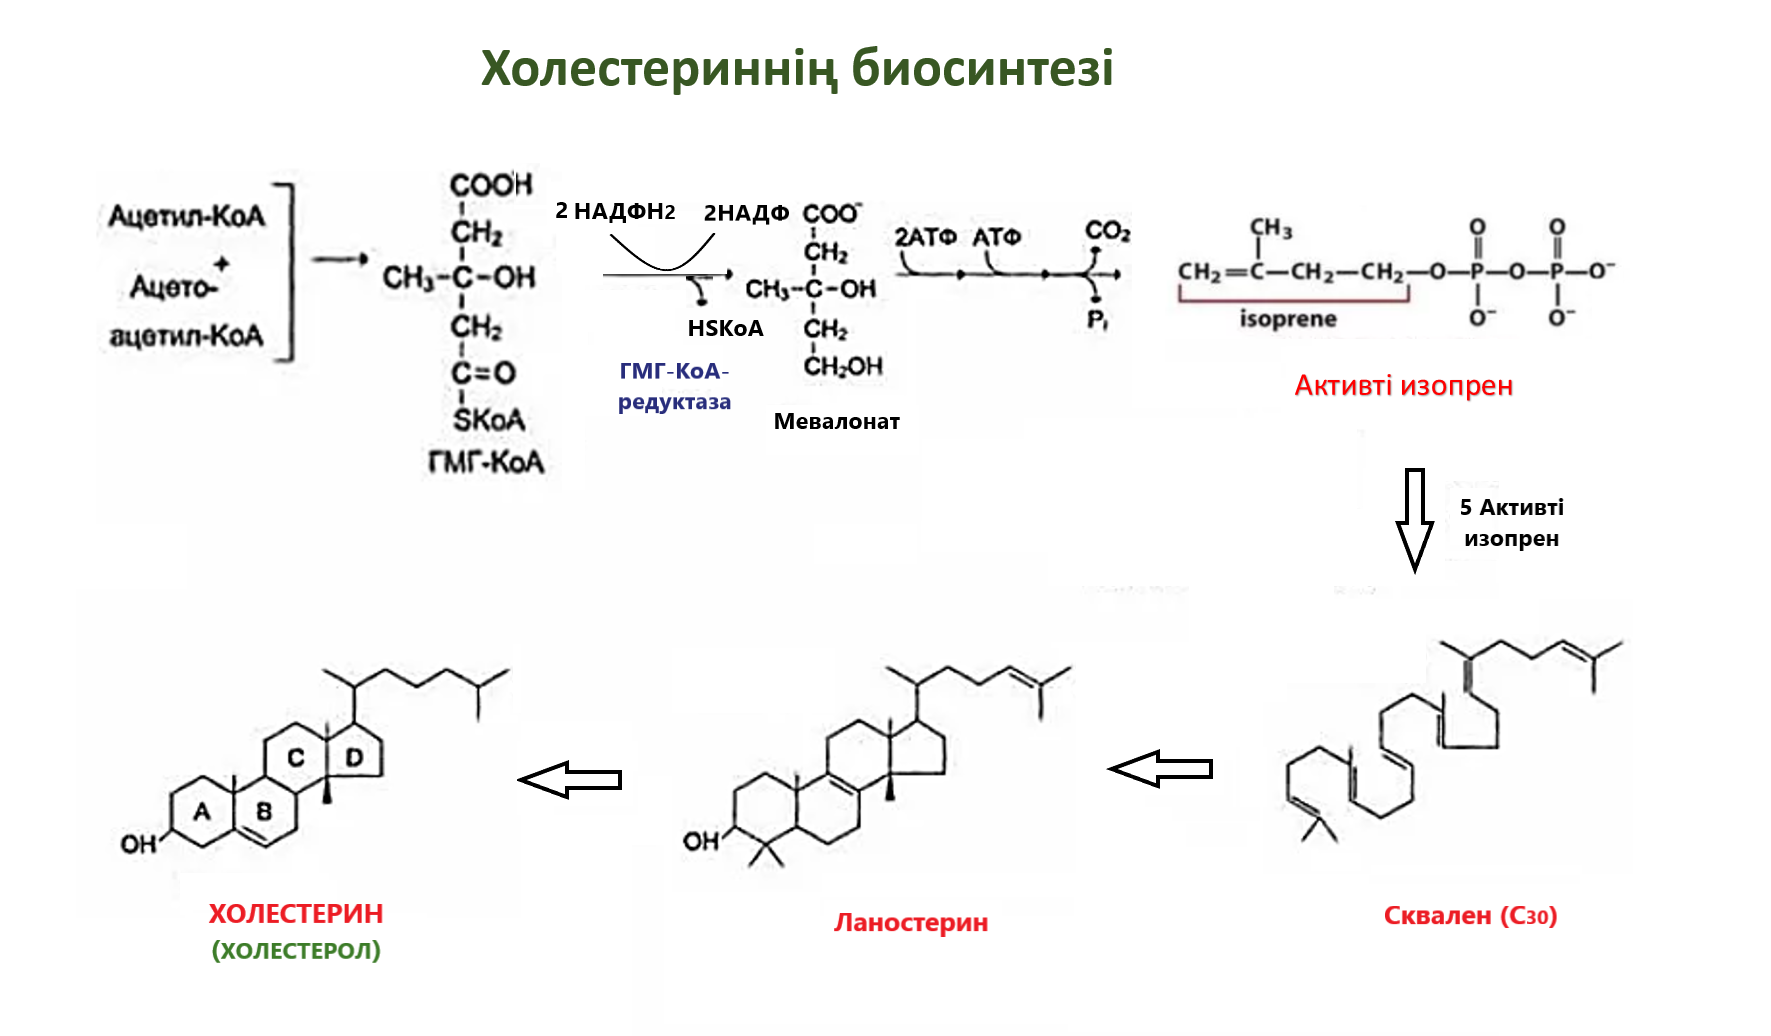 Холестериннің биосинтезі
Ацетил-КоА
+
Ацето-
ацетил-КоА
COOH
CH₂
CH₃-C-OH
CH₂
C=O
SKoA
ГМГ-КоА
2 НАДФН2
2НАДФ
HSKoA
ГМГ-КоА-
редуктаза
COO⁻
CH₂
CH₃-C-OH
CH₂
CH₂OH
Мевалонат
2АТФ
АТФ
CO₂
Pᵢ
CH₃
O O
CH₂=C—CH₂—CH₂—O—P—O—P—O⁻
O⁻ O⁻
isoprene
Активті изопрен
5 Активті
изопрен
C D
A B
OH
ХОЛЕСТЕРИН
(ХОЛЕСТЕРОЛ)
OH
Ланостерин
Сквален (С30)